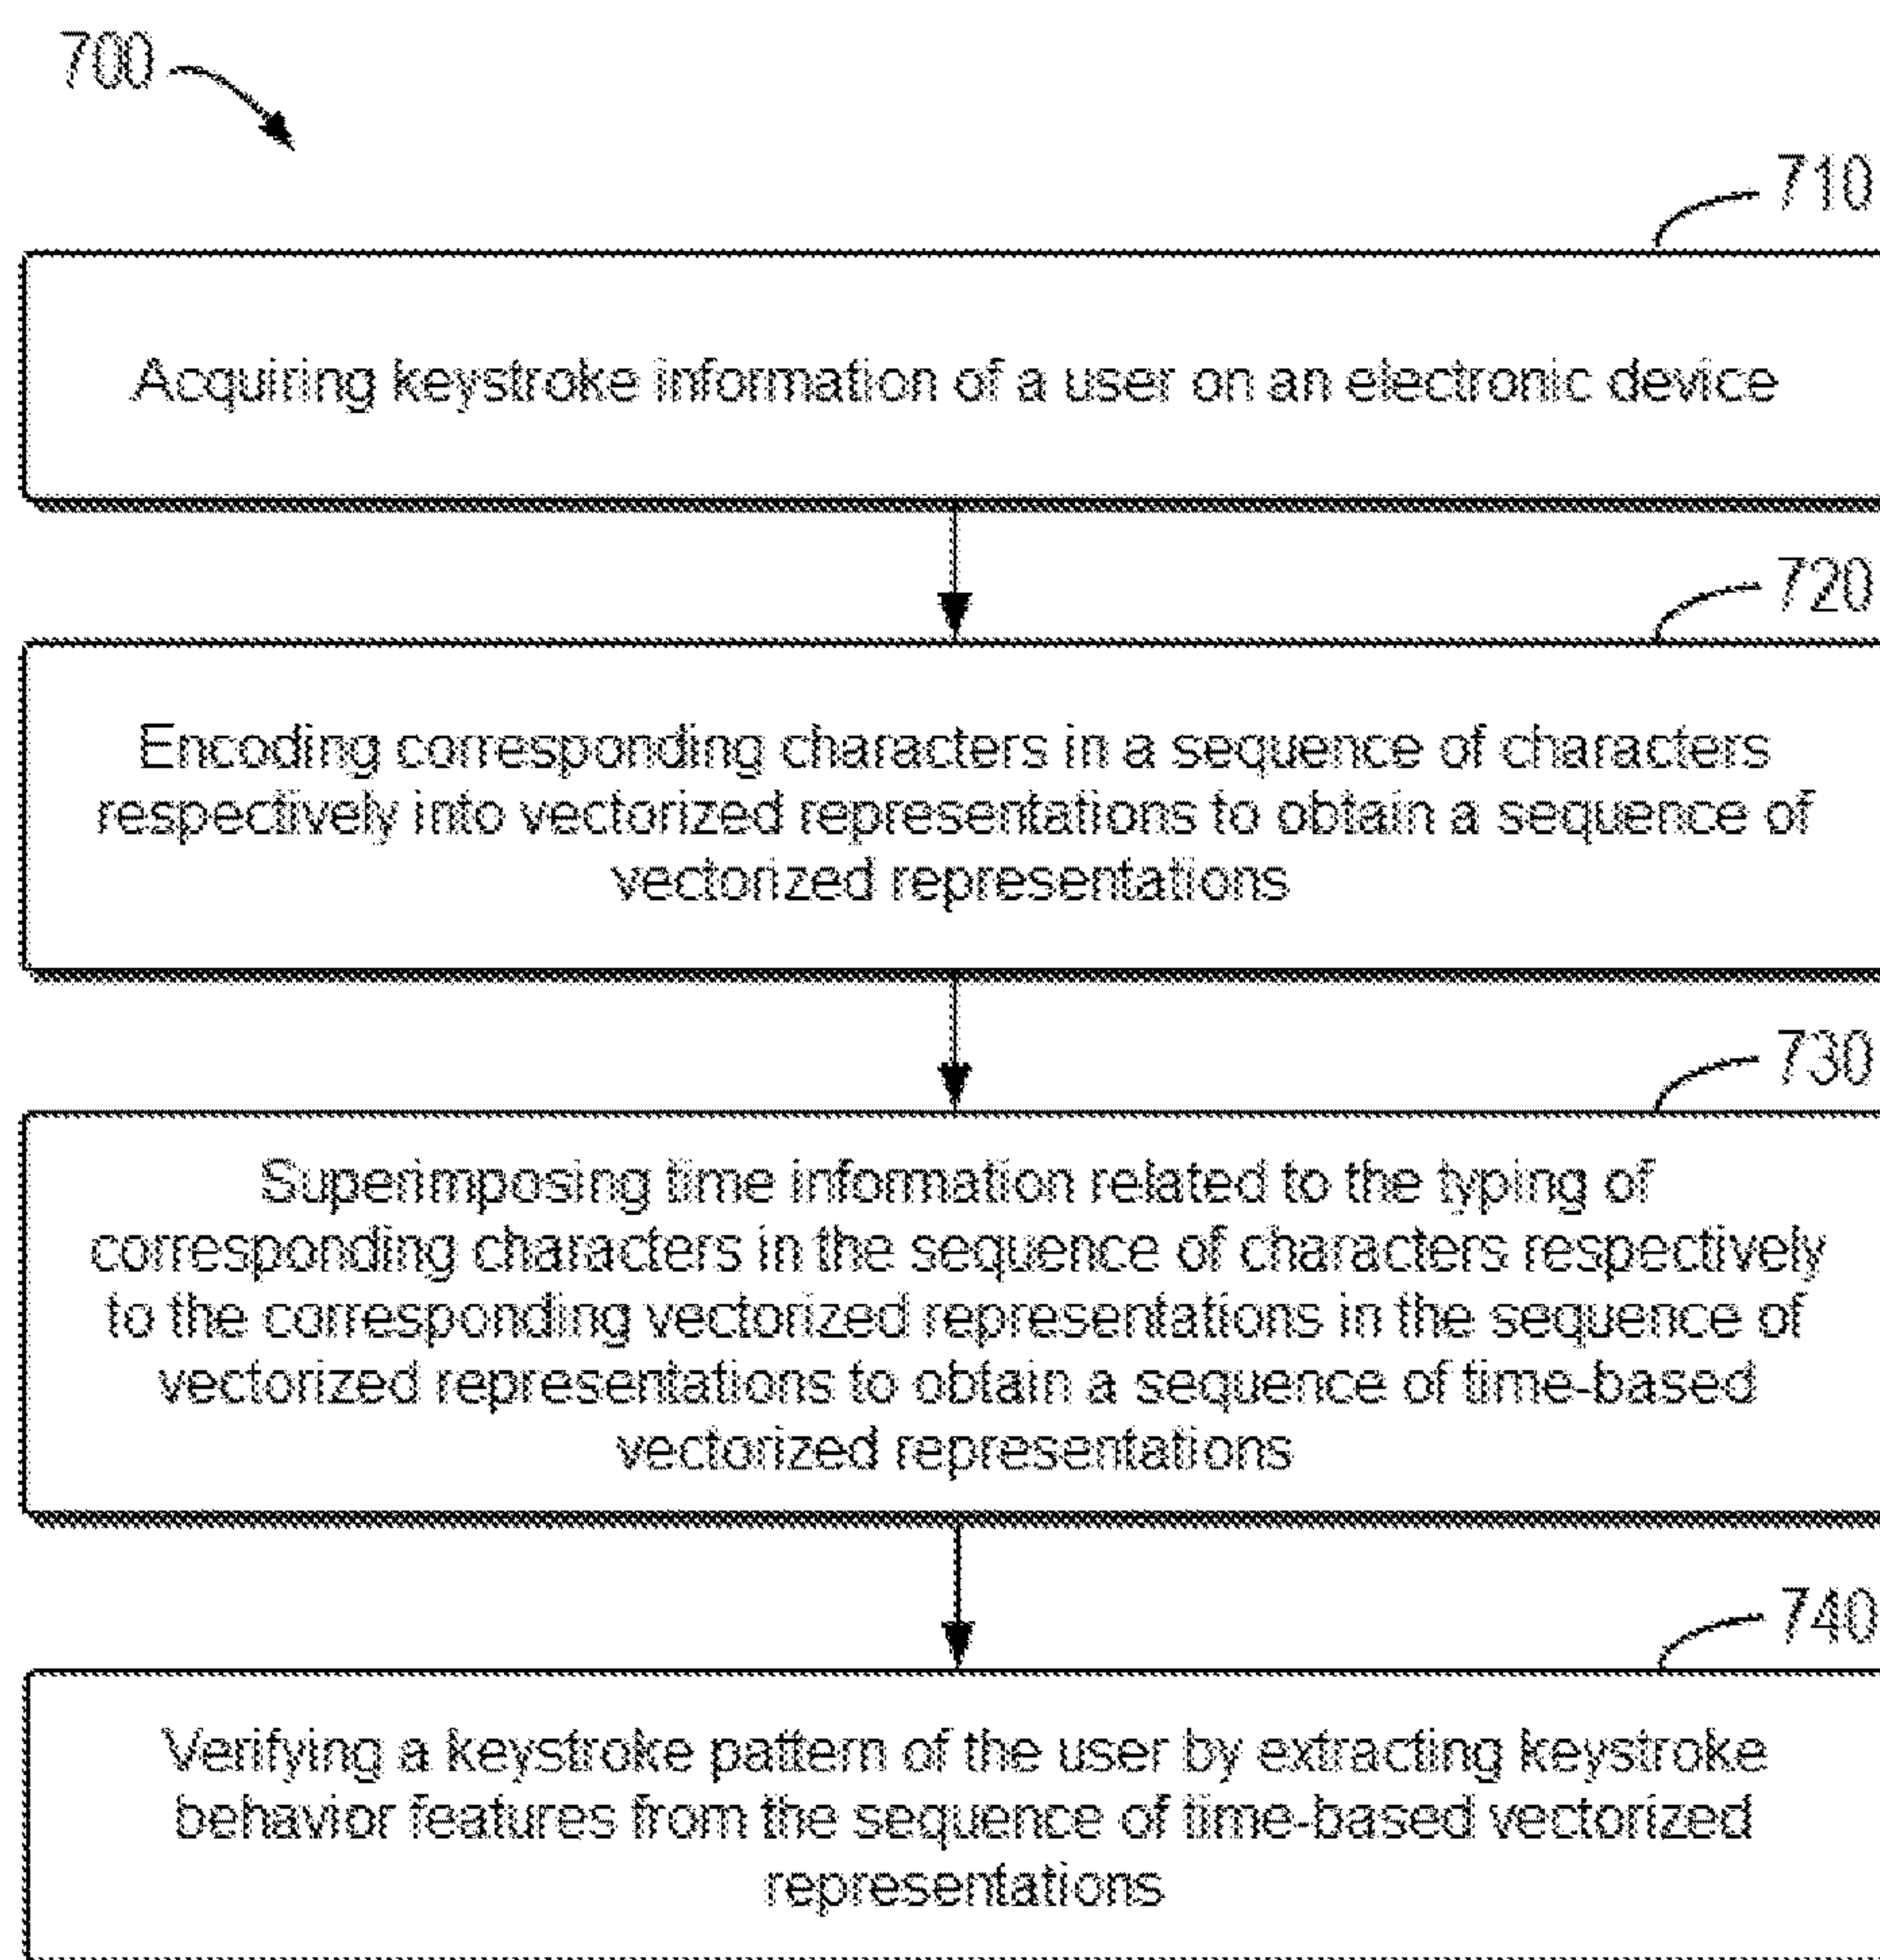 700
710
Acquiring keystroke information of a user on an electronic device
720
Encoding corresponding characters in a sequence of characters
respectively into vectorized representations to obtain a sequence of
vectorized representations
730
Superimposing time information related to the typing of
corresponding characters in the sequence of characters respectively
to the corresponding vectorized representations in the sequence of
vectorized representations to obtain a sequence of time-based
vectorized representations
740
Verifying a keystroke pattern of the user by extracting keystroke
behavior features from the sequence of time-based vectorized
representations